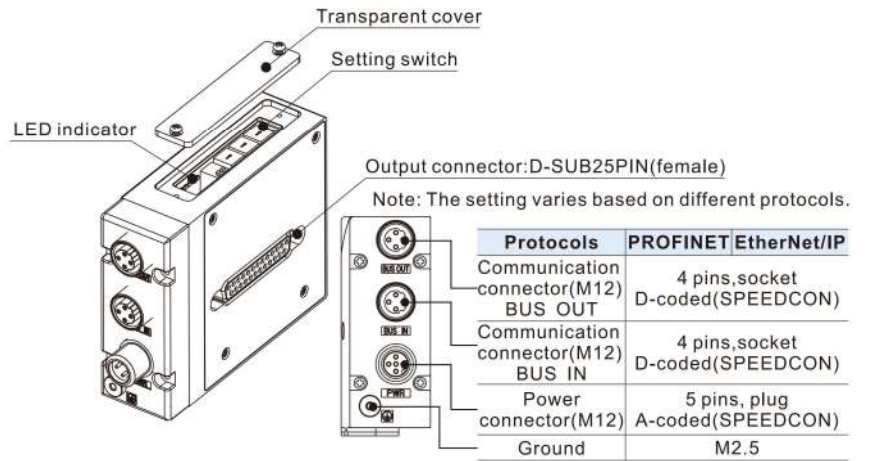 Transparent cover
Setting switch
LED indicator
Output connector:D-SUB25PIN(female)
Note: The setting varies based on different protocols.
Protocols PROFINET EtherNet/IP
Communication
connector(M12)
BUS OUT
4 pins,socket
D-coded(SPEEDCON)
Communication
connector(M12)
BUS IN
4 pins,socket
D-coded(SPEEDCON)
Power
connector(M12)
5 pins, plug
A-coded(SPEEDCON)
Ground
M2.5
BUS OUT
BUS IN
PWR